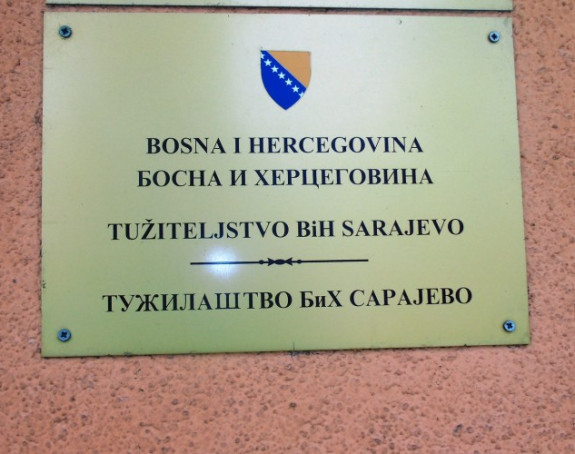 BOSNA I HERCEGOVINA
БОСНА И ХЕРЦЕГОВИНА
TUŽITELJSTVO BiH SARAJEVO
ТУЖИЛАШТВО БиХ САРАЈЕВО